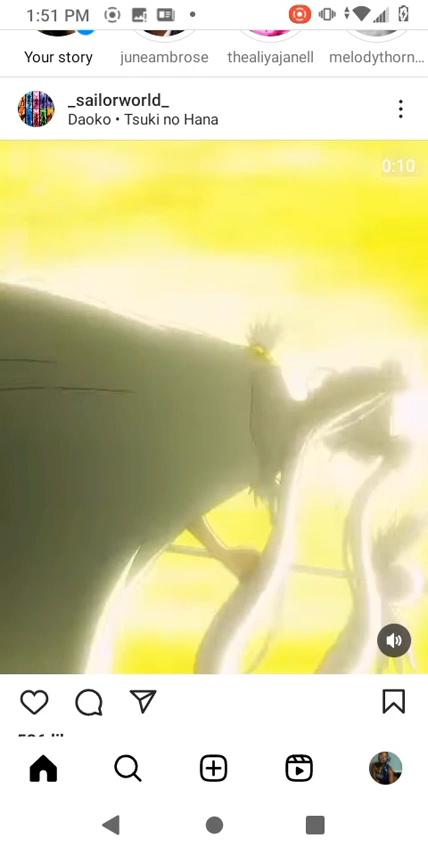 1:51 PM
Your story juneambrose thealiyajanell melodythorn...
_sailorworld_
Daoko • Tsuki no Hana
0:10